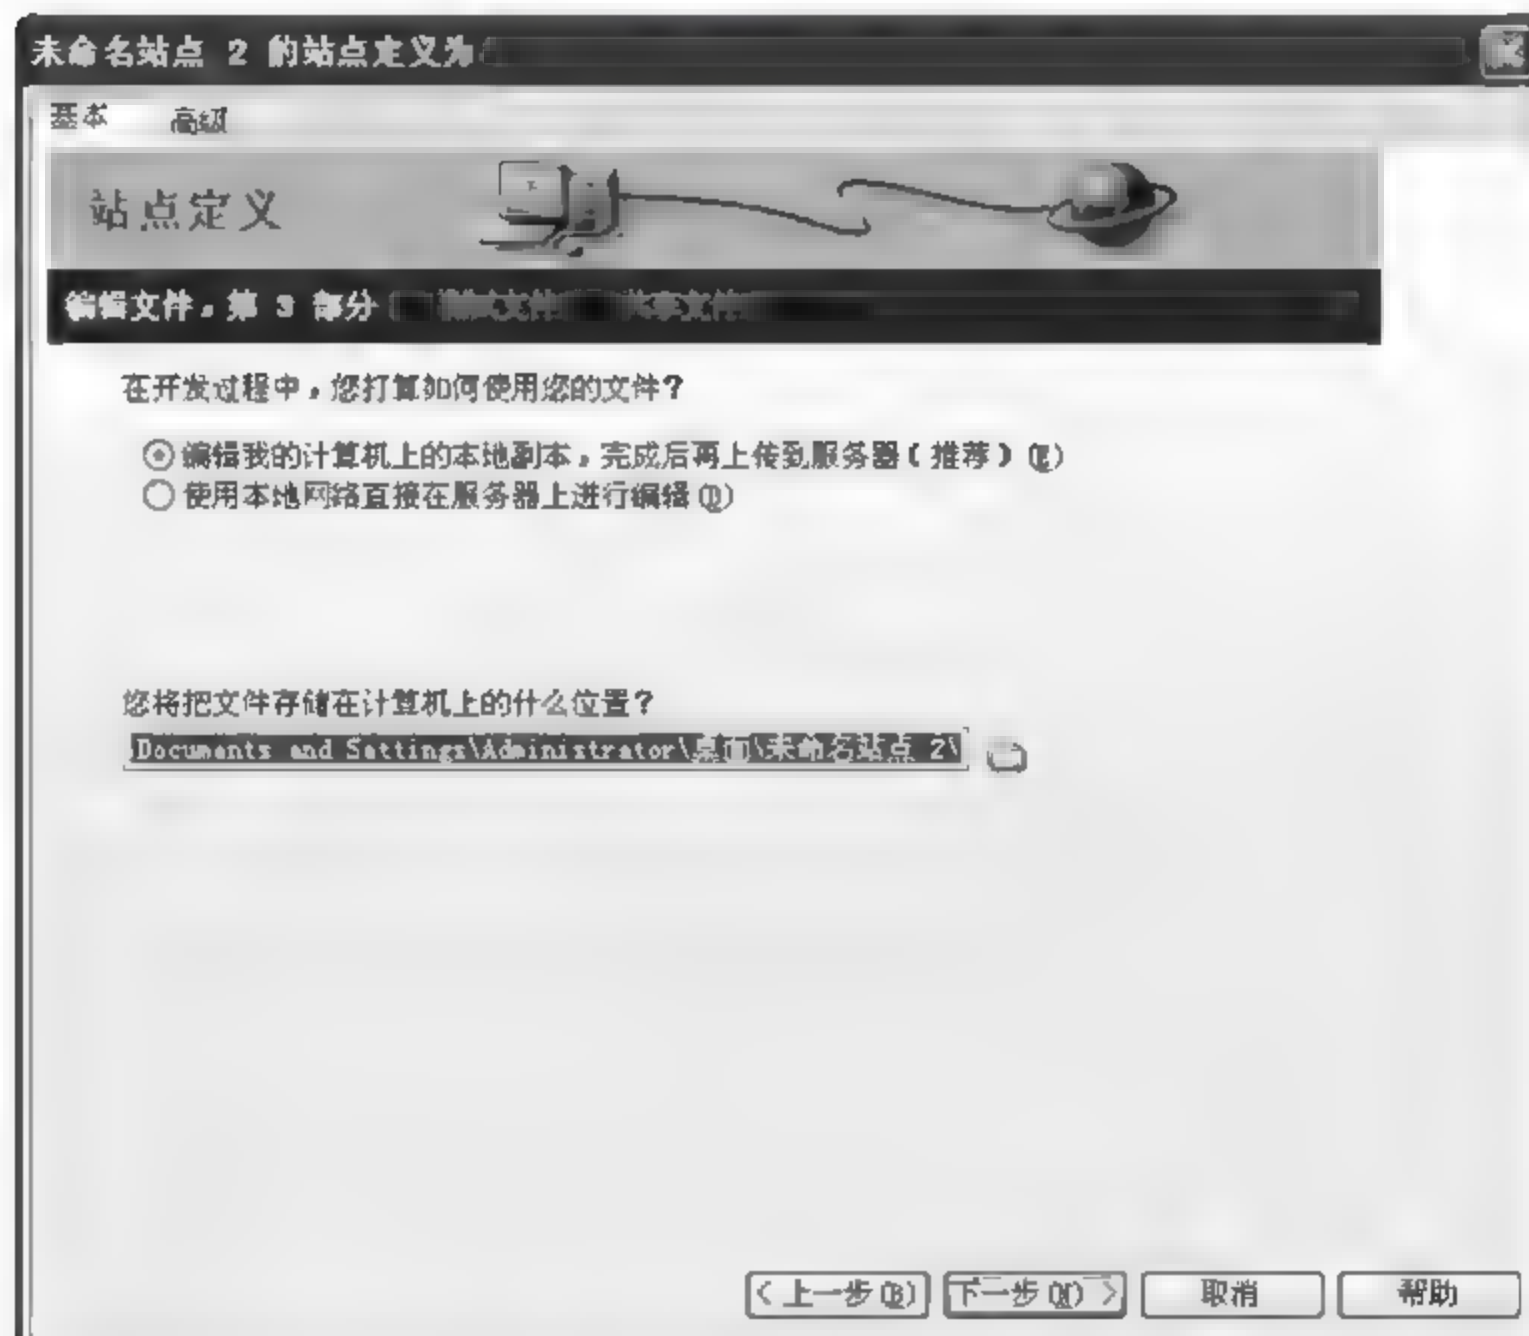 未命名站点 2 的站点定义为
基本 高级
站点定义
编辑文件，第 3 部分
在开发过程中，您打算如何使用您的文件？
编辑我的计算机上的本地副本，完成后再上传到服务器（推荐）(E)
使用本地网络直接在服务器上进行编辑(D)
您将把文件存储在计算机上的什么位置？
Documents and Settings\Administrator\桌面\未命名站点 2\
< 上一步(B) 下一步(N) > 取消 帮助